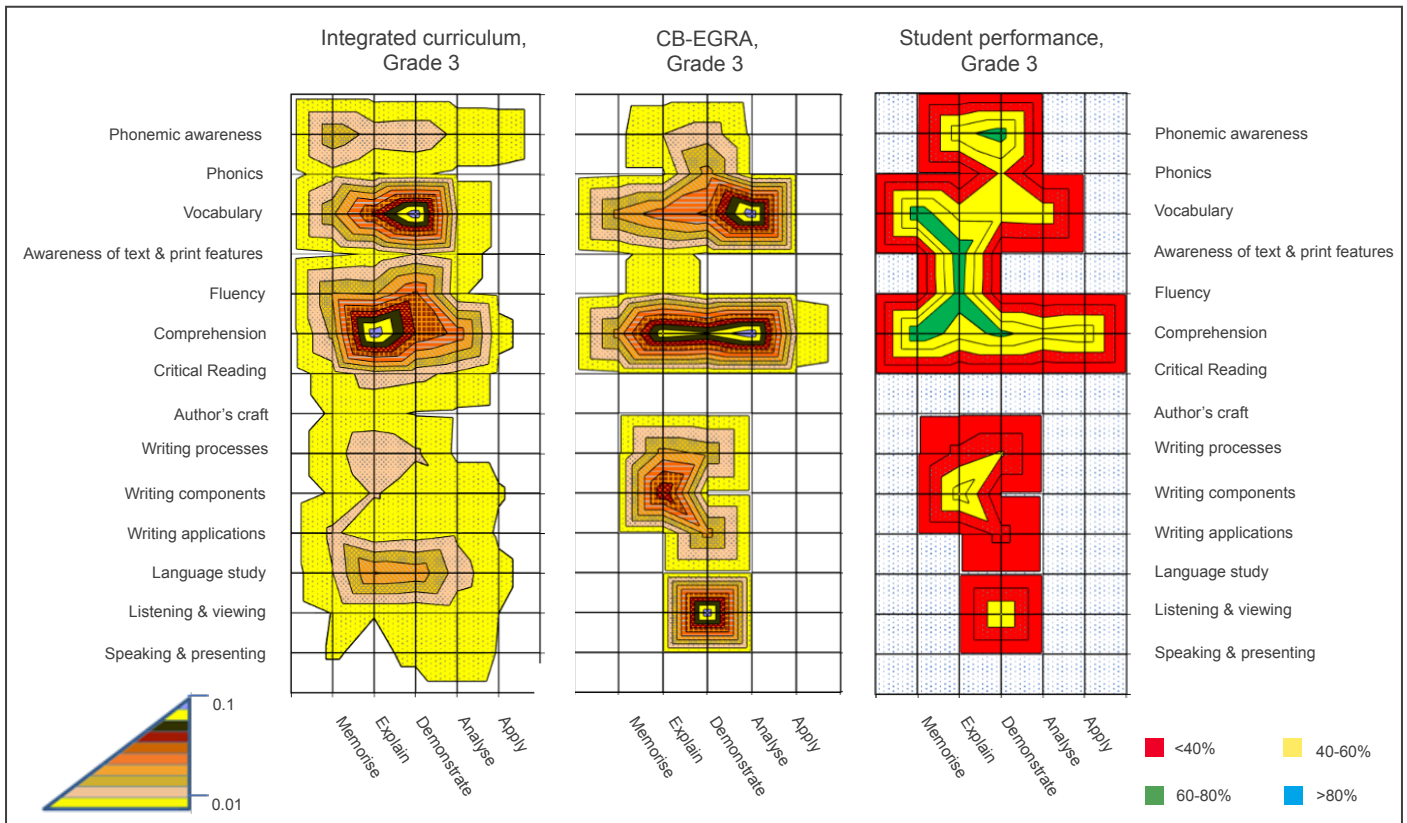 Integrated curriculum,
Grade 3
CB-EGRA,
Grade 3
Student performance,
Grade 3
Phonemic awareness
Phonics
Vocabulary
Awareness of text & print features
Fluency
Comprehension
Critical Reading
Author's craft
Writing processes
Writing components
Writing applications
Language study
Listening & viewing
Speaking & presenting
Phonemic awareness
Phonics
Vocabulary
Awareness of text & print features
Fluency
Comprehension
Critical Reading
Author's craft
Writing processes
Writing components
Writing applications
Language study
Listening & viewing
Speaking & presenting
0.1
0.01
Memorise
Explain
Demonstrate
Analyse
Apply
Memorise
Explain
Demonstrate
Analyse
Apply
Memorise
Explain
Demonstrate
Analyse
Apply
<40%
40-60%
60-80%
>80%